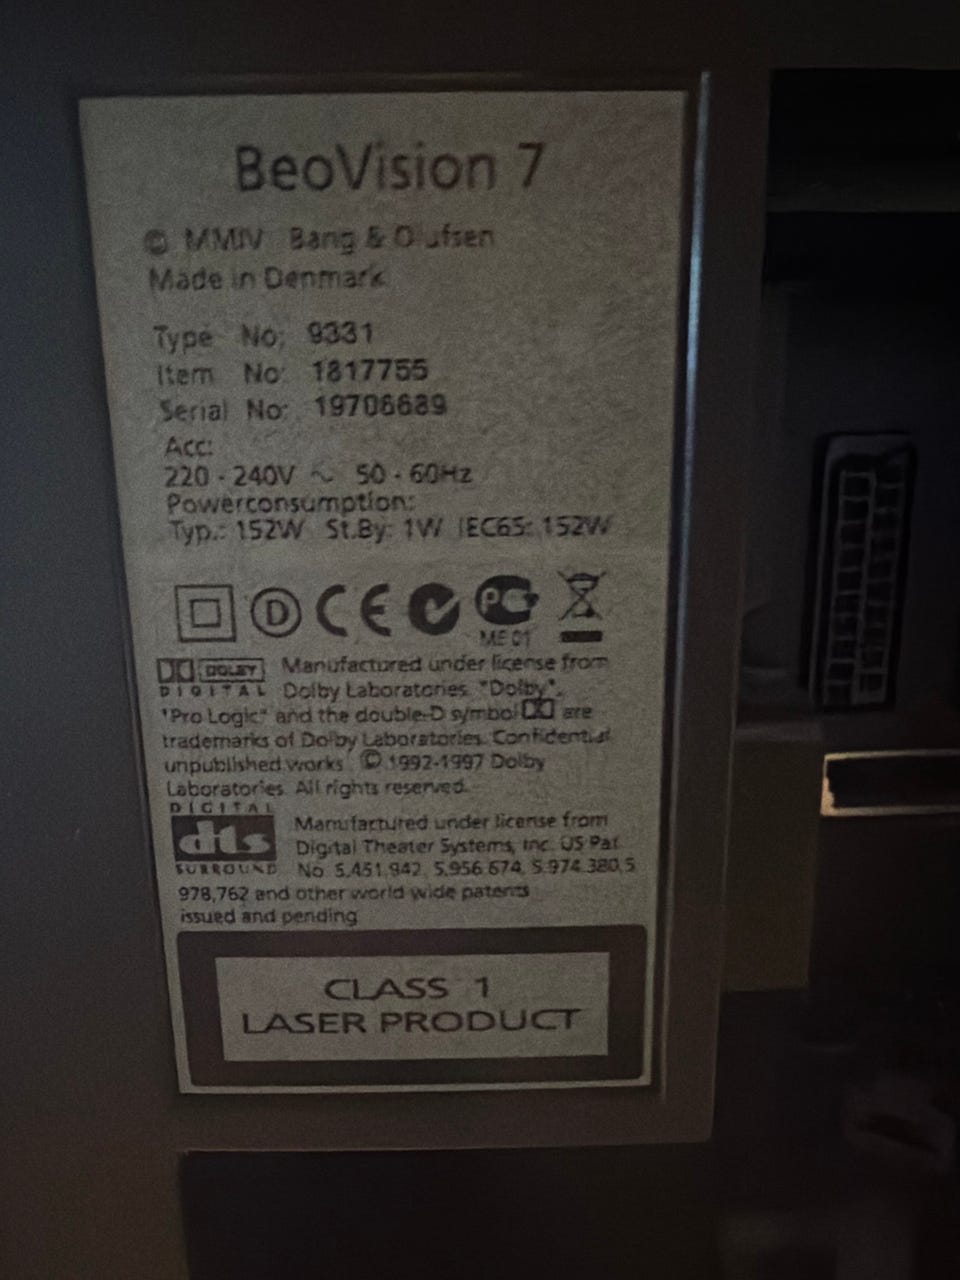 BeoVision 7
© MMIV Bang & Olufsen
Made in Denmark
Type No: 9331
Item No: 1817755
Serial No: 19706689
Acc:
220 - 240V ~ 50 - 60Hz
Powerconsumption:
Typ.: 152W St.By: 1W IEC65: 152W
D CE PC
ME 01
DOLBY Manufactured under license from
DIGITAL Dolby Laboratories. "Dolby",
"Pro Logic" and the double-D symbol are
trademarks of Dolby Laboratories. Confidential
unpublished works. © 1992-1997 Dolby
Laboratories. All rights reserved.
DIGITAL
dts Manufactured under license from
Digital Theater Systems, Inc. US Pat.
SURROUND No. 5,451,942, 5,956,674, 5,974,380,5
978,762 and other world wide patents
issued and pending
CLASS 1
LASER PRODUCT